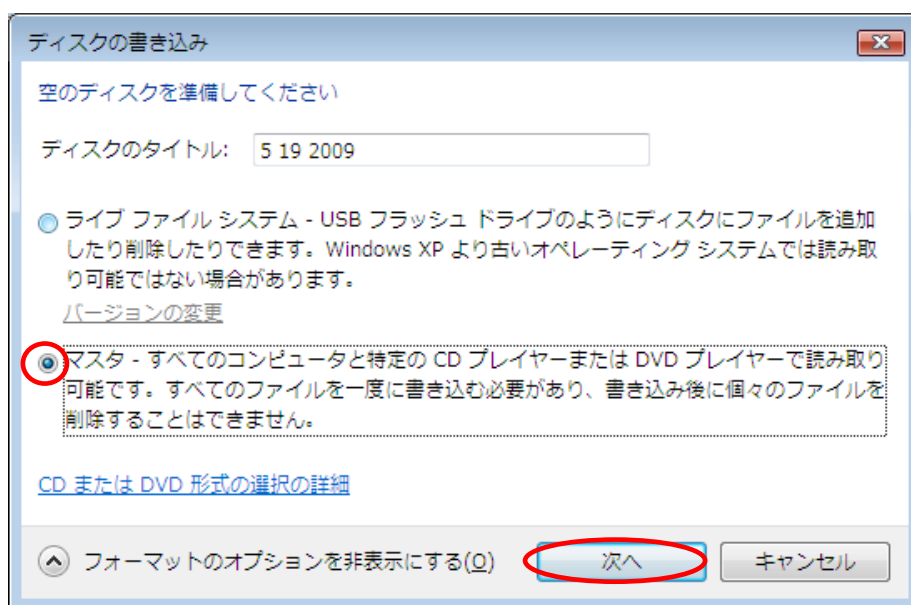 ディスクの書き込み
空のディスクを準備してください
ディスクのタイトル: 5 19 2009
ライブ ファイル システム - USB フラッシュ ドライブのようにディスクにファイルを追加
したり削除したりできます。Windows XP より古いオペレーティング システムでは読み取
り可能ではない場合があります。
バージョンの変更
マスタ - すべてのコンピュータと特定の CD プレイヤーまたは DVD プレイヤーで読み取り
可能です。すべてのファイルを一度に書き込む必要があり、書き込み後に個々のファイルを
削除することはできません。
CD または DVD 形式の選択の詳細
フォーマットのオプションを非表示にする(O) 次へ キャンセル